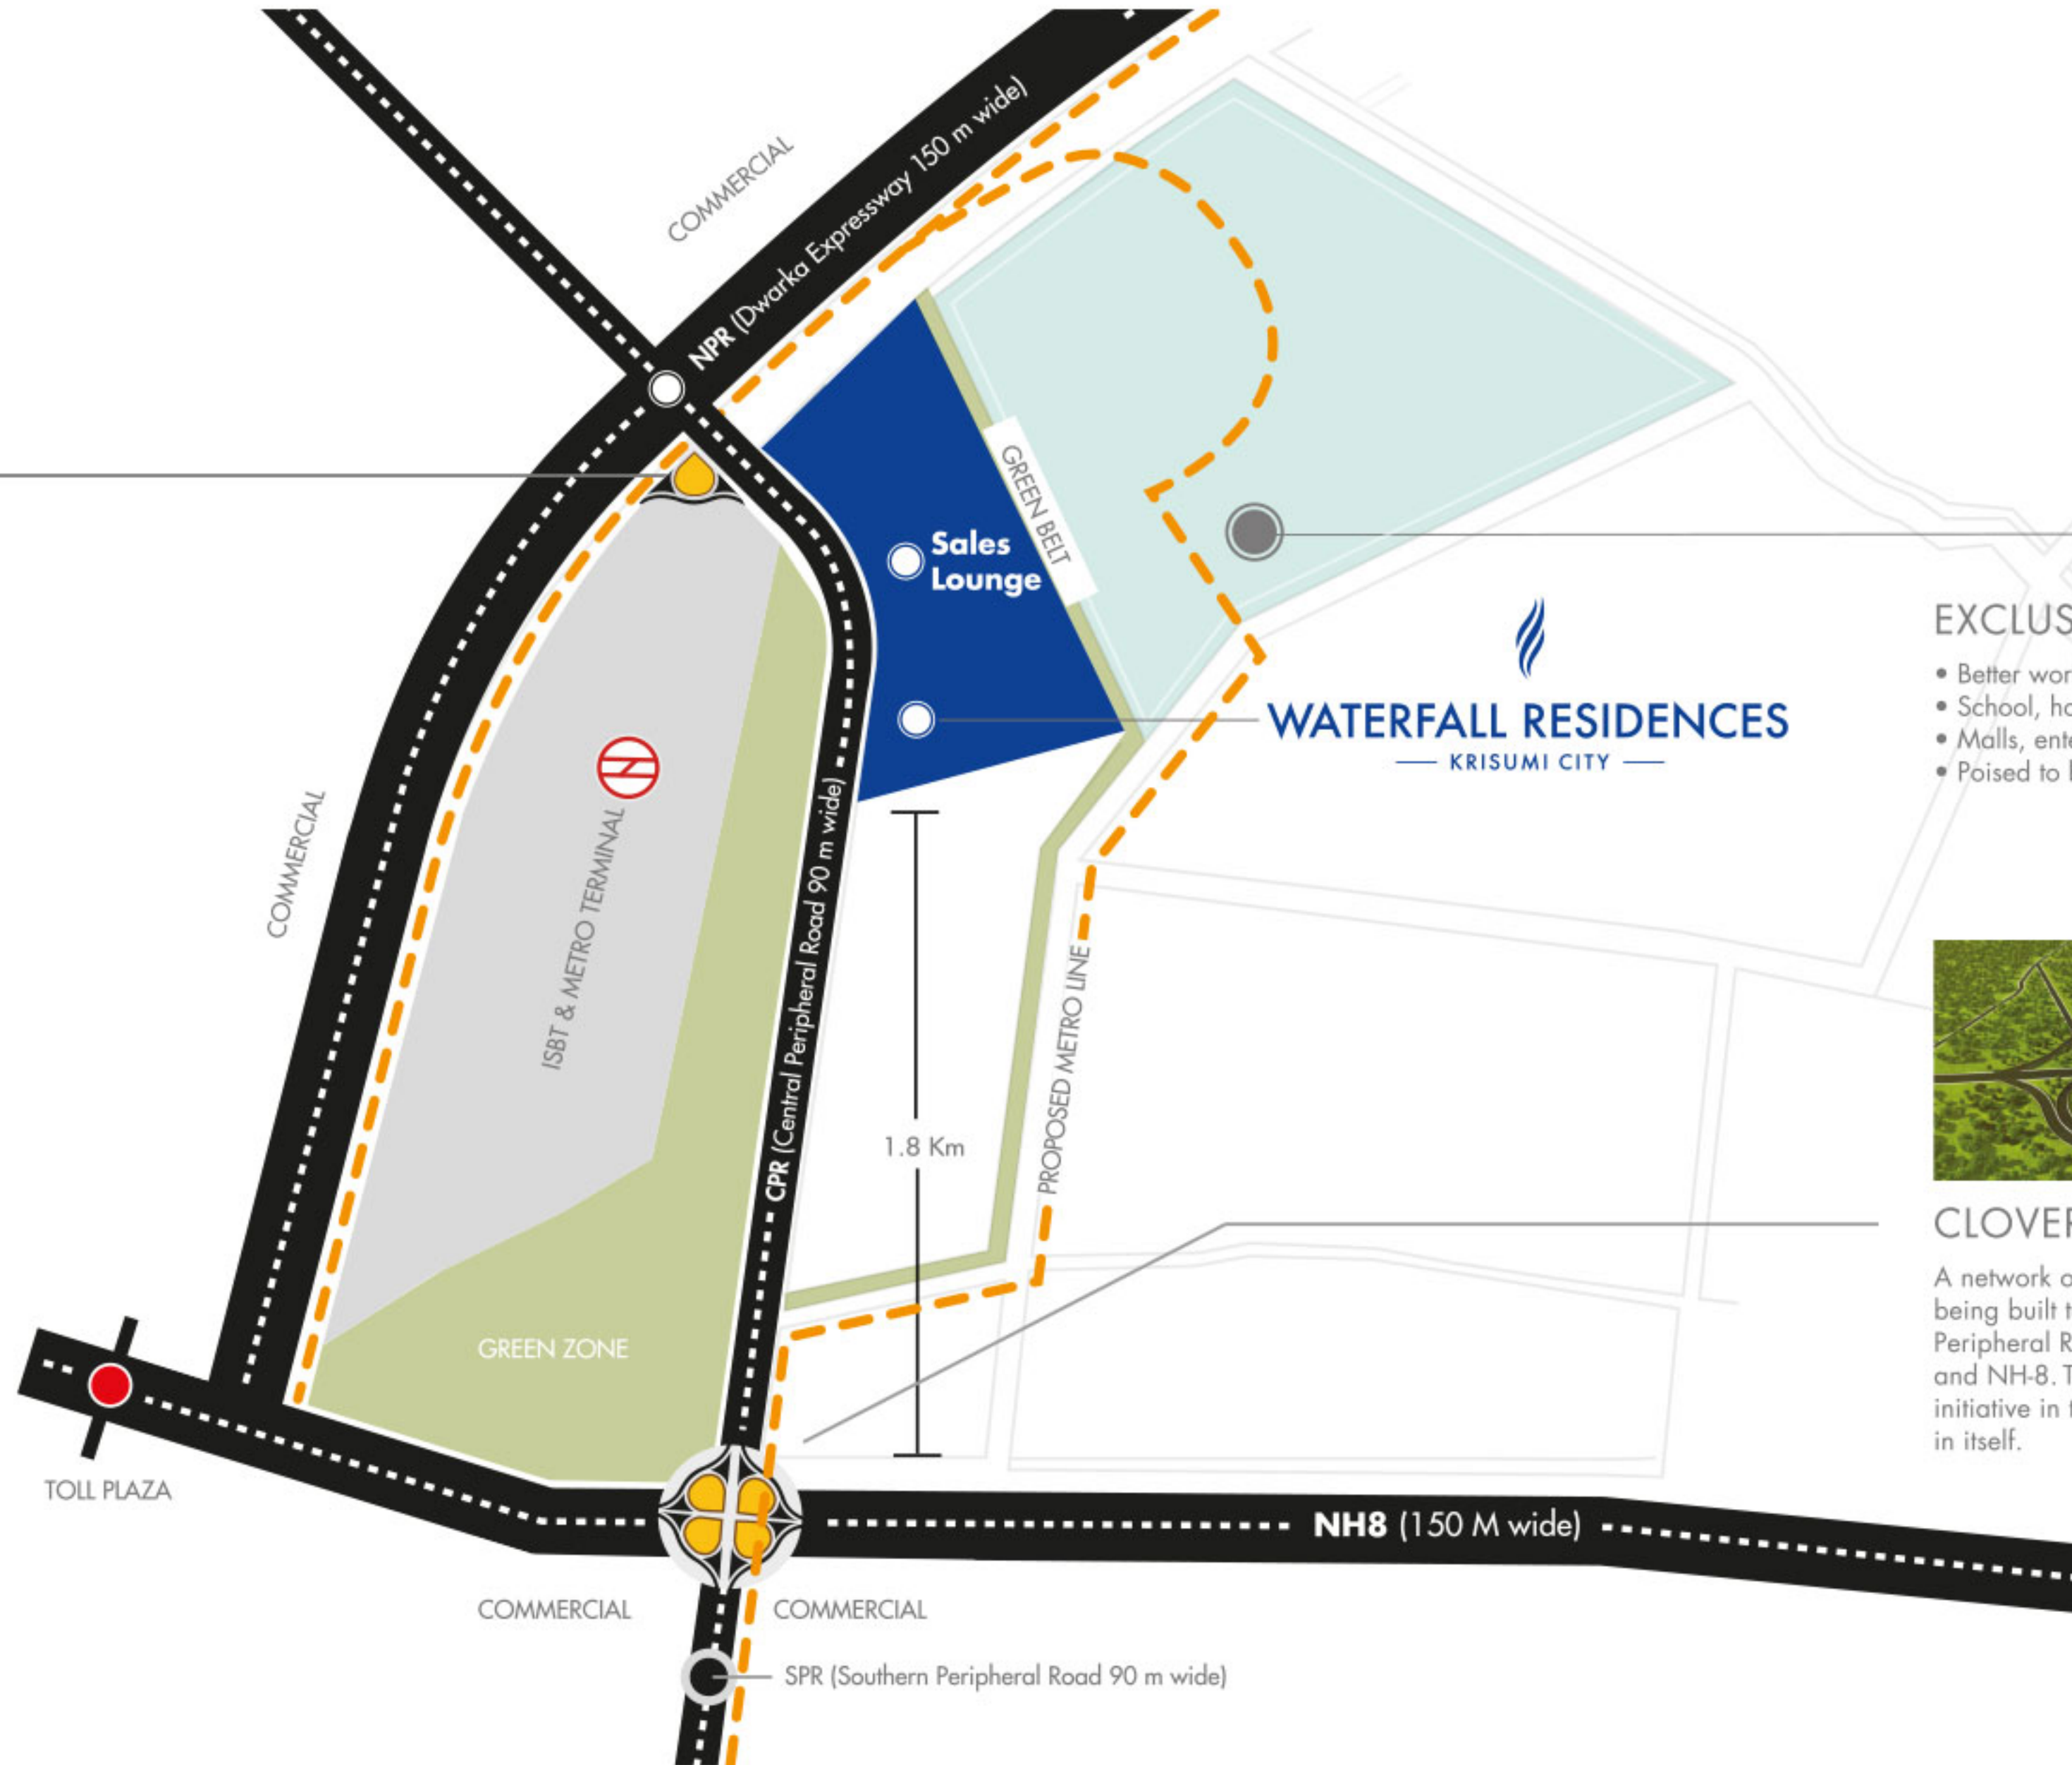 COMMERCIAL
NPR (Dwarka Expressway 150 m wide)
GREEN BELT
Sales
Lounge
WATERFALL RESIDENCES
KRISUMI CITY
EXCLUS
• Better wor
• School, ho
• Malls, ente
• Poised to
COMMERCIAL
ISBT & METRO TERMINAL
CPR (Central Peripheral Road 90 m wide)
PROPOSED METRO LINE
1.8 Km
CLOVER
A network o
being built t
Peripheral R
and NH-8. T
initiative in t
in itself.
GREEN ZONE
TOLL PLAZA
NH8 (150 M wide)
COMMERCIAL
COMMERCIAL
SPR (Southern Peripheral Road 90 m wide)